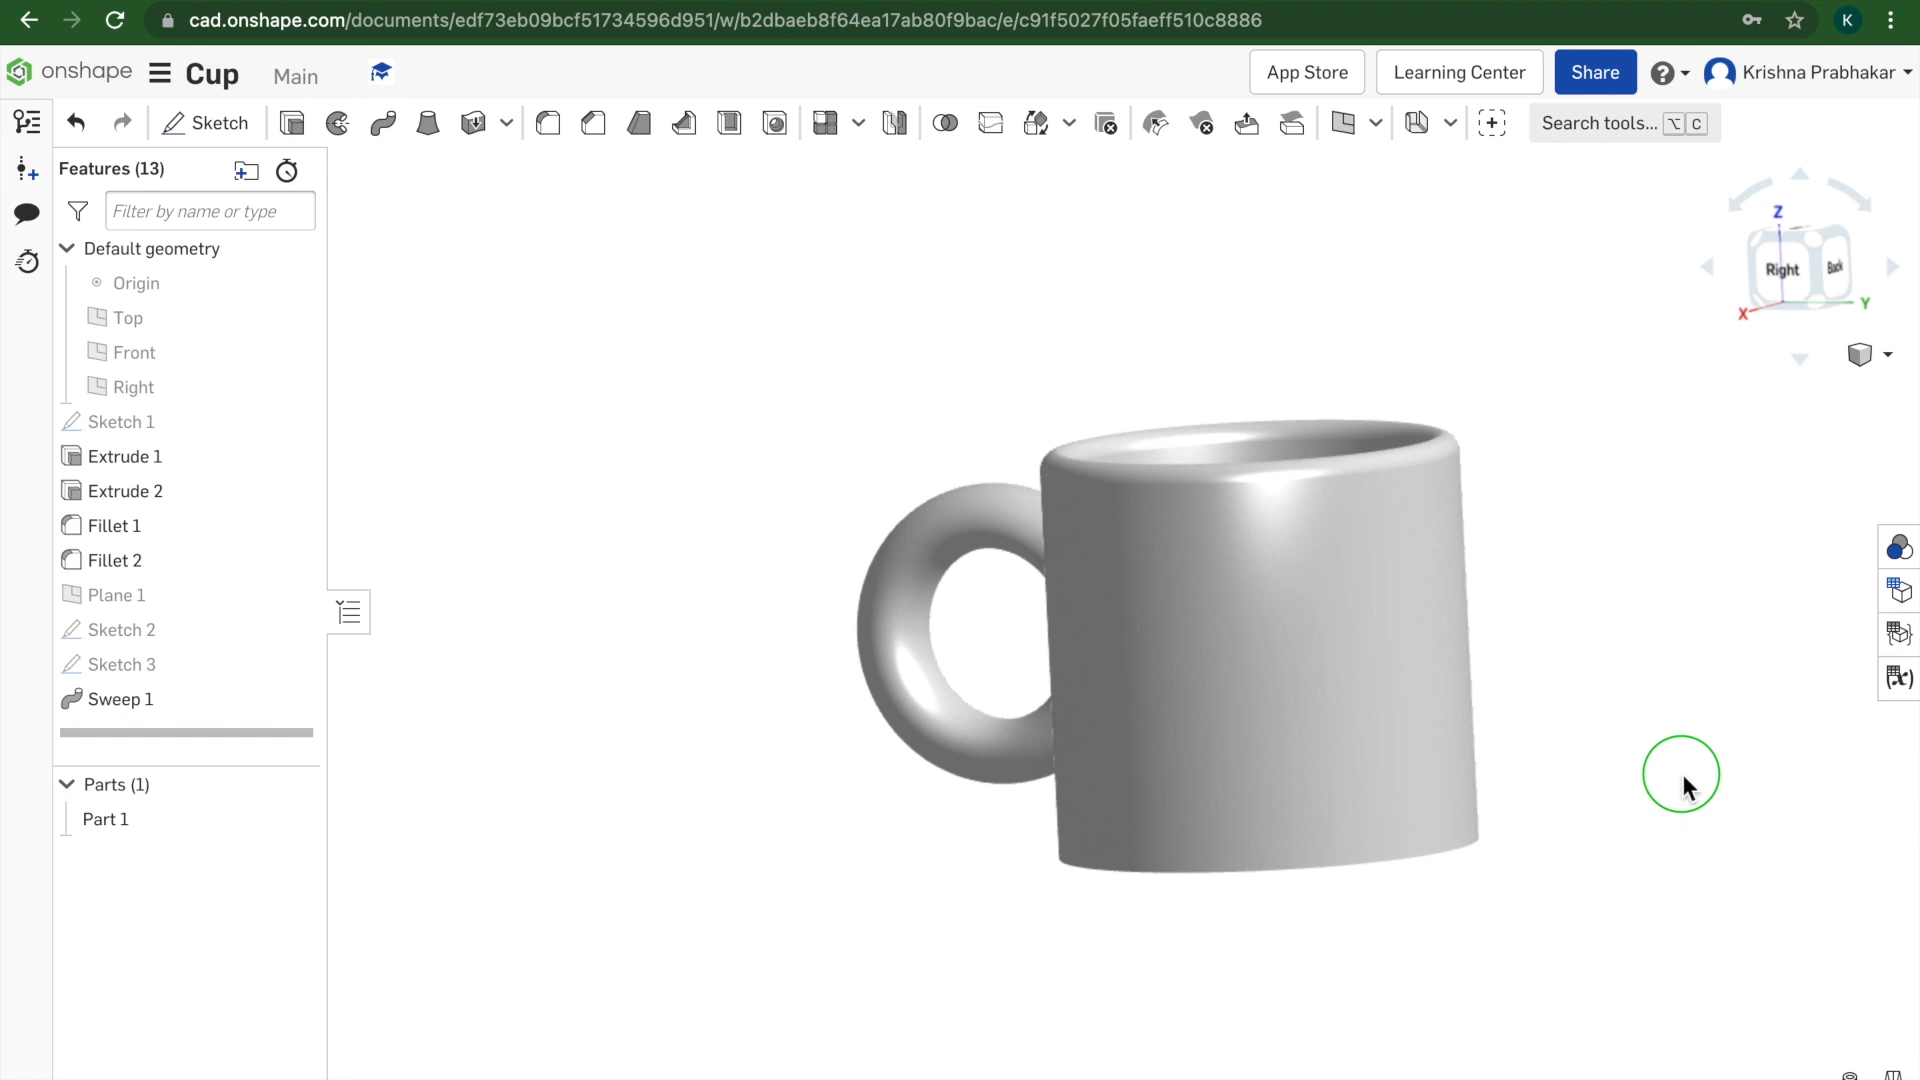 cad.onshape.com/documents/edf73eb09bcf51734596d951/w/b2dbaeb8f64ea17ab80f9bac/e/c91f5027f05faeff510c8886
K
onshape Cup Main App Store Learning Center Share Krishna Prabhakar
Sketch Search tools... ⌥ C
Features (13)
Filter by name or type
Default geometry
Origin
Top
Front
Right
Sketch 1
Extrude 1
Extrude 2
Fillet 1
Fillet 2
Plane 1
Sketch 2
Sketch 3
Sweep 1
Parts (1)
Part 1
Z
Right Back
X Y
(x)